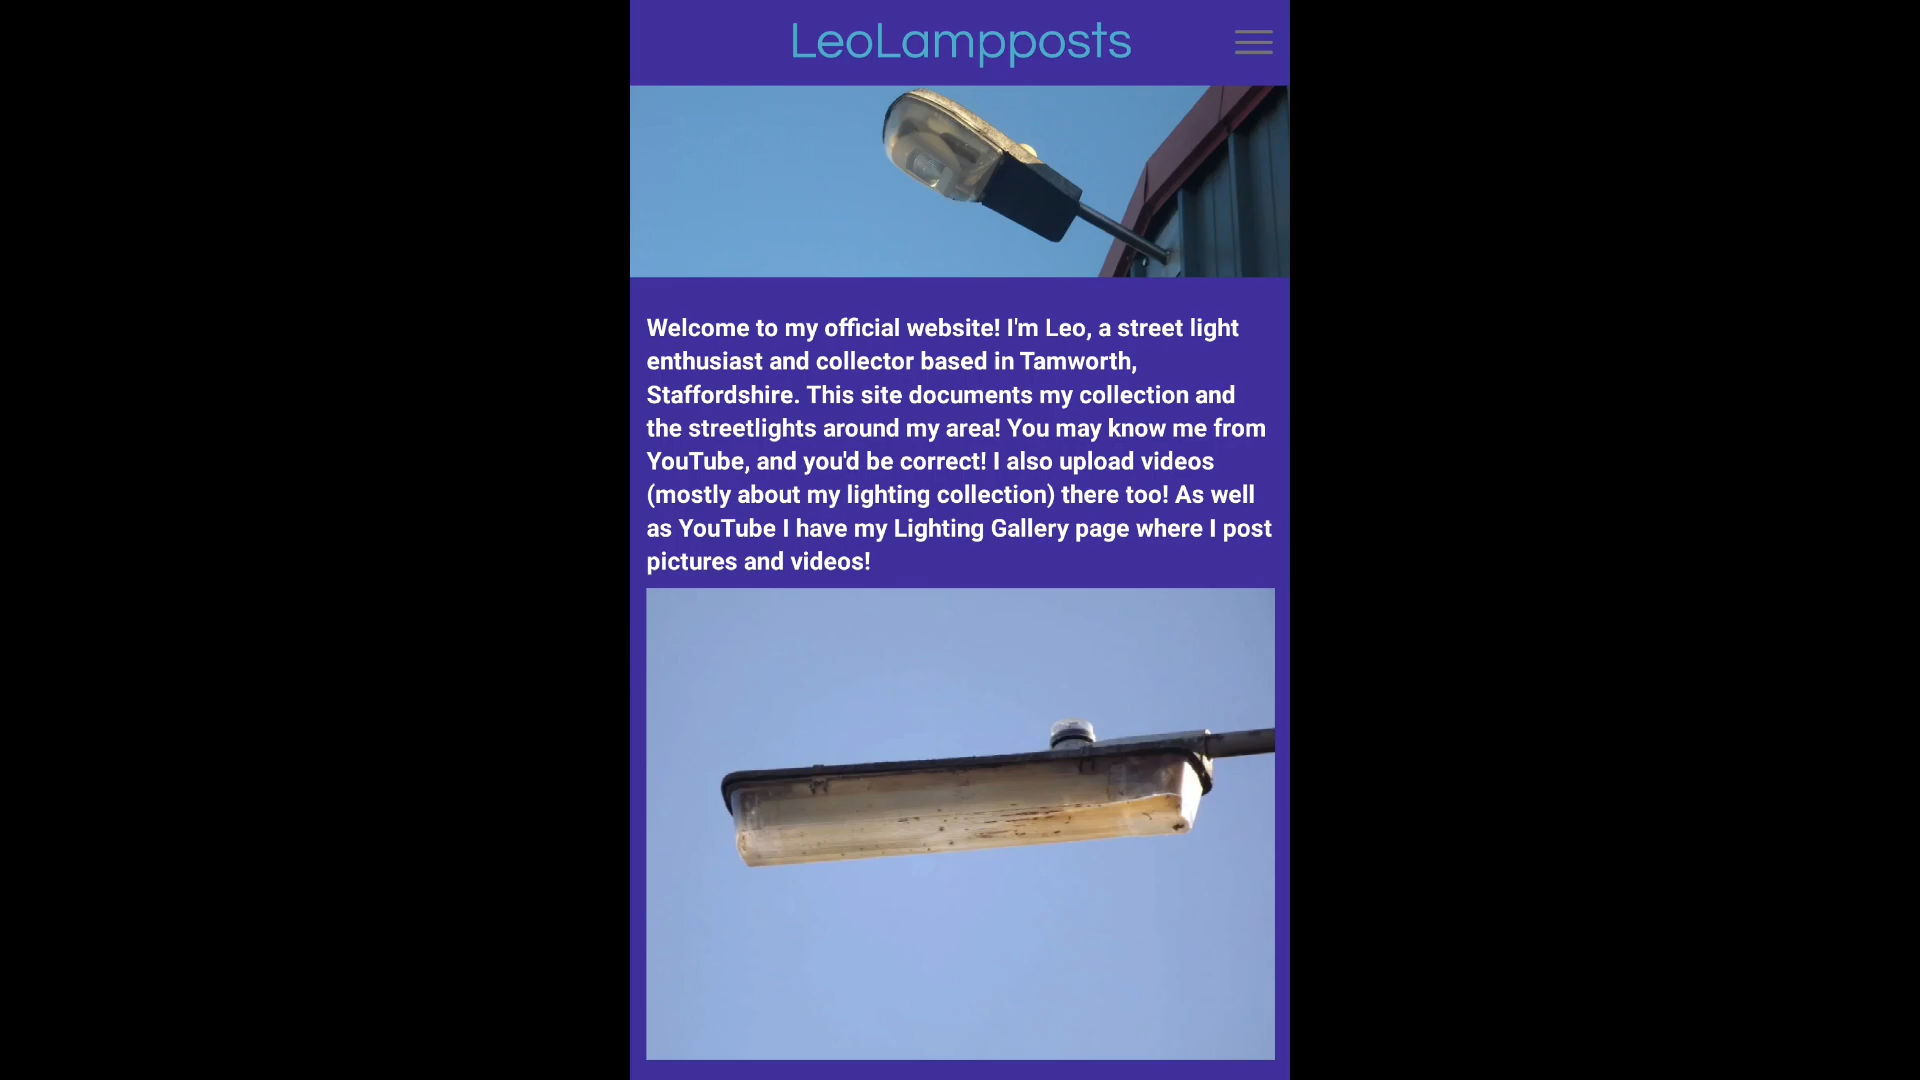 LeoLampposts
Welcome to my official website! I'm Leo, a street light
enthusiast and collector based in Tamworth,
Staffordshire. This site documents my collection and
the streetlights around my area! You may know me from
YouTube, and you'd be correct! I also upload videos
(mostly about my lighting collection) there too! As well
as YouTube I have my Lighting Gallery page where I post
pictures and videos!